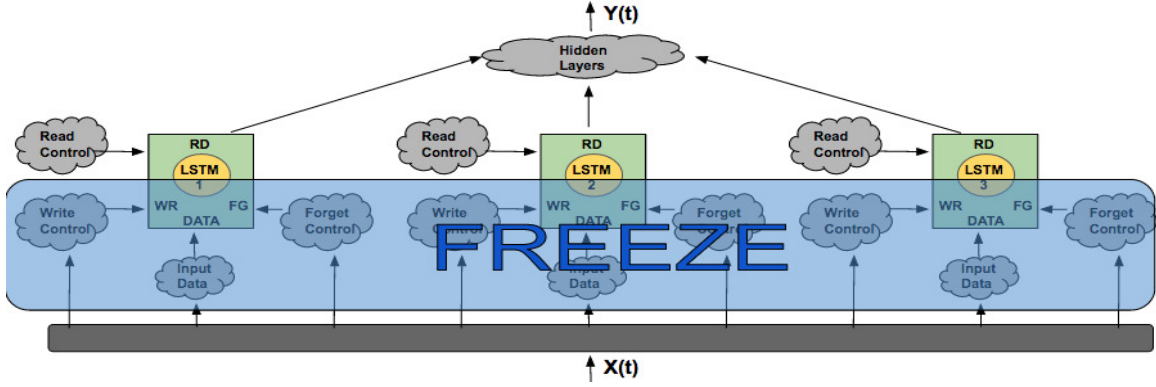 Y(t)
Hidden
Layers
Read
Control
RD
LSTM
1
Read
Control
RD
LSTM
2
Read
Control
RD
LSTM
3
Write
Control
WR
FG
DATA
Forget
Control
Write
Control
WR
FG
DATA
Forget
Control
Write
Control
WR
FG
DATA
Forget
Control
FREEZE
Input
Data
Input
Data
Input
Data
X(t)